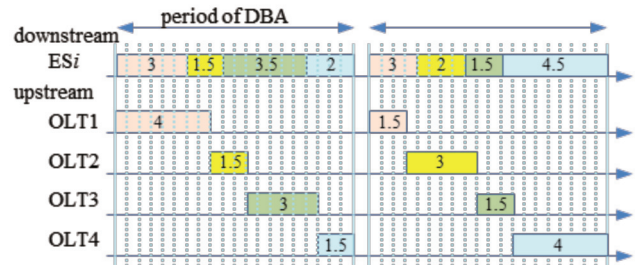 period of DBA
downstream
ESi 3 1.5 3.5 2 3 2 1.5 4.5
upstream
OLT1 4 1.5
OLT2 1.5 3
OLT3 3 1.5
OLT4 1.5 4